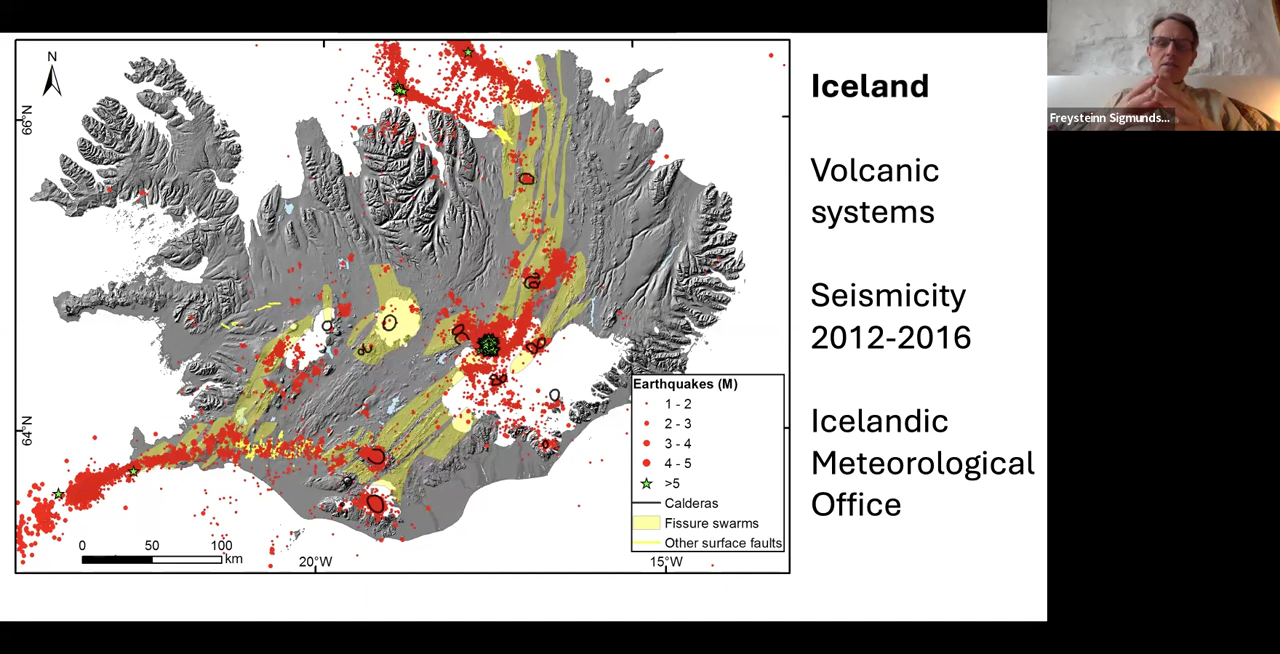 N
66°N
64°N
0 50 100
km
20°W
15°W
Earthquakes (M)
1 - 2
2 - 3
3 - 4
4 - 5
>5
Calderas
Fissure swarms
Other surface faults
Iceland
Volcanic
systems
Seismicity
2012-2016
Icelandic
Meteorological
Office
Freysteinn Sigmunds...